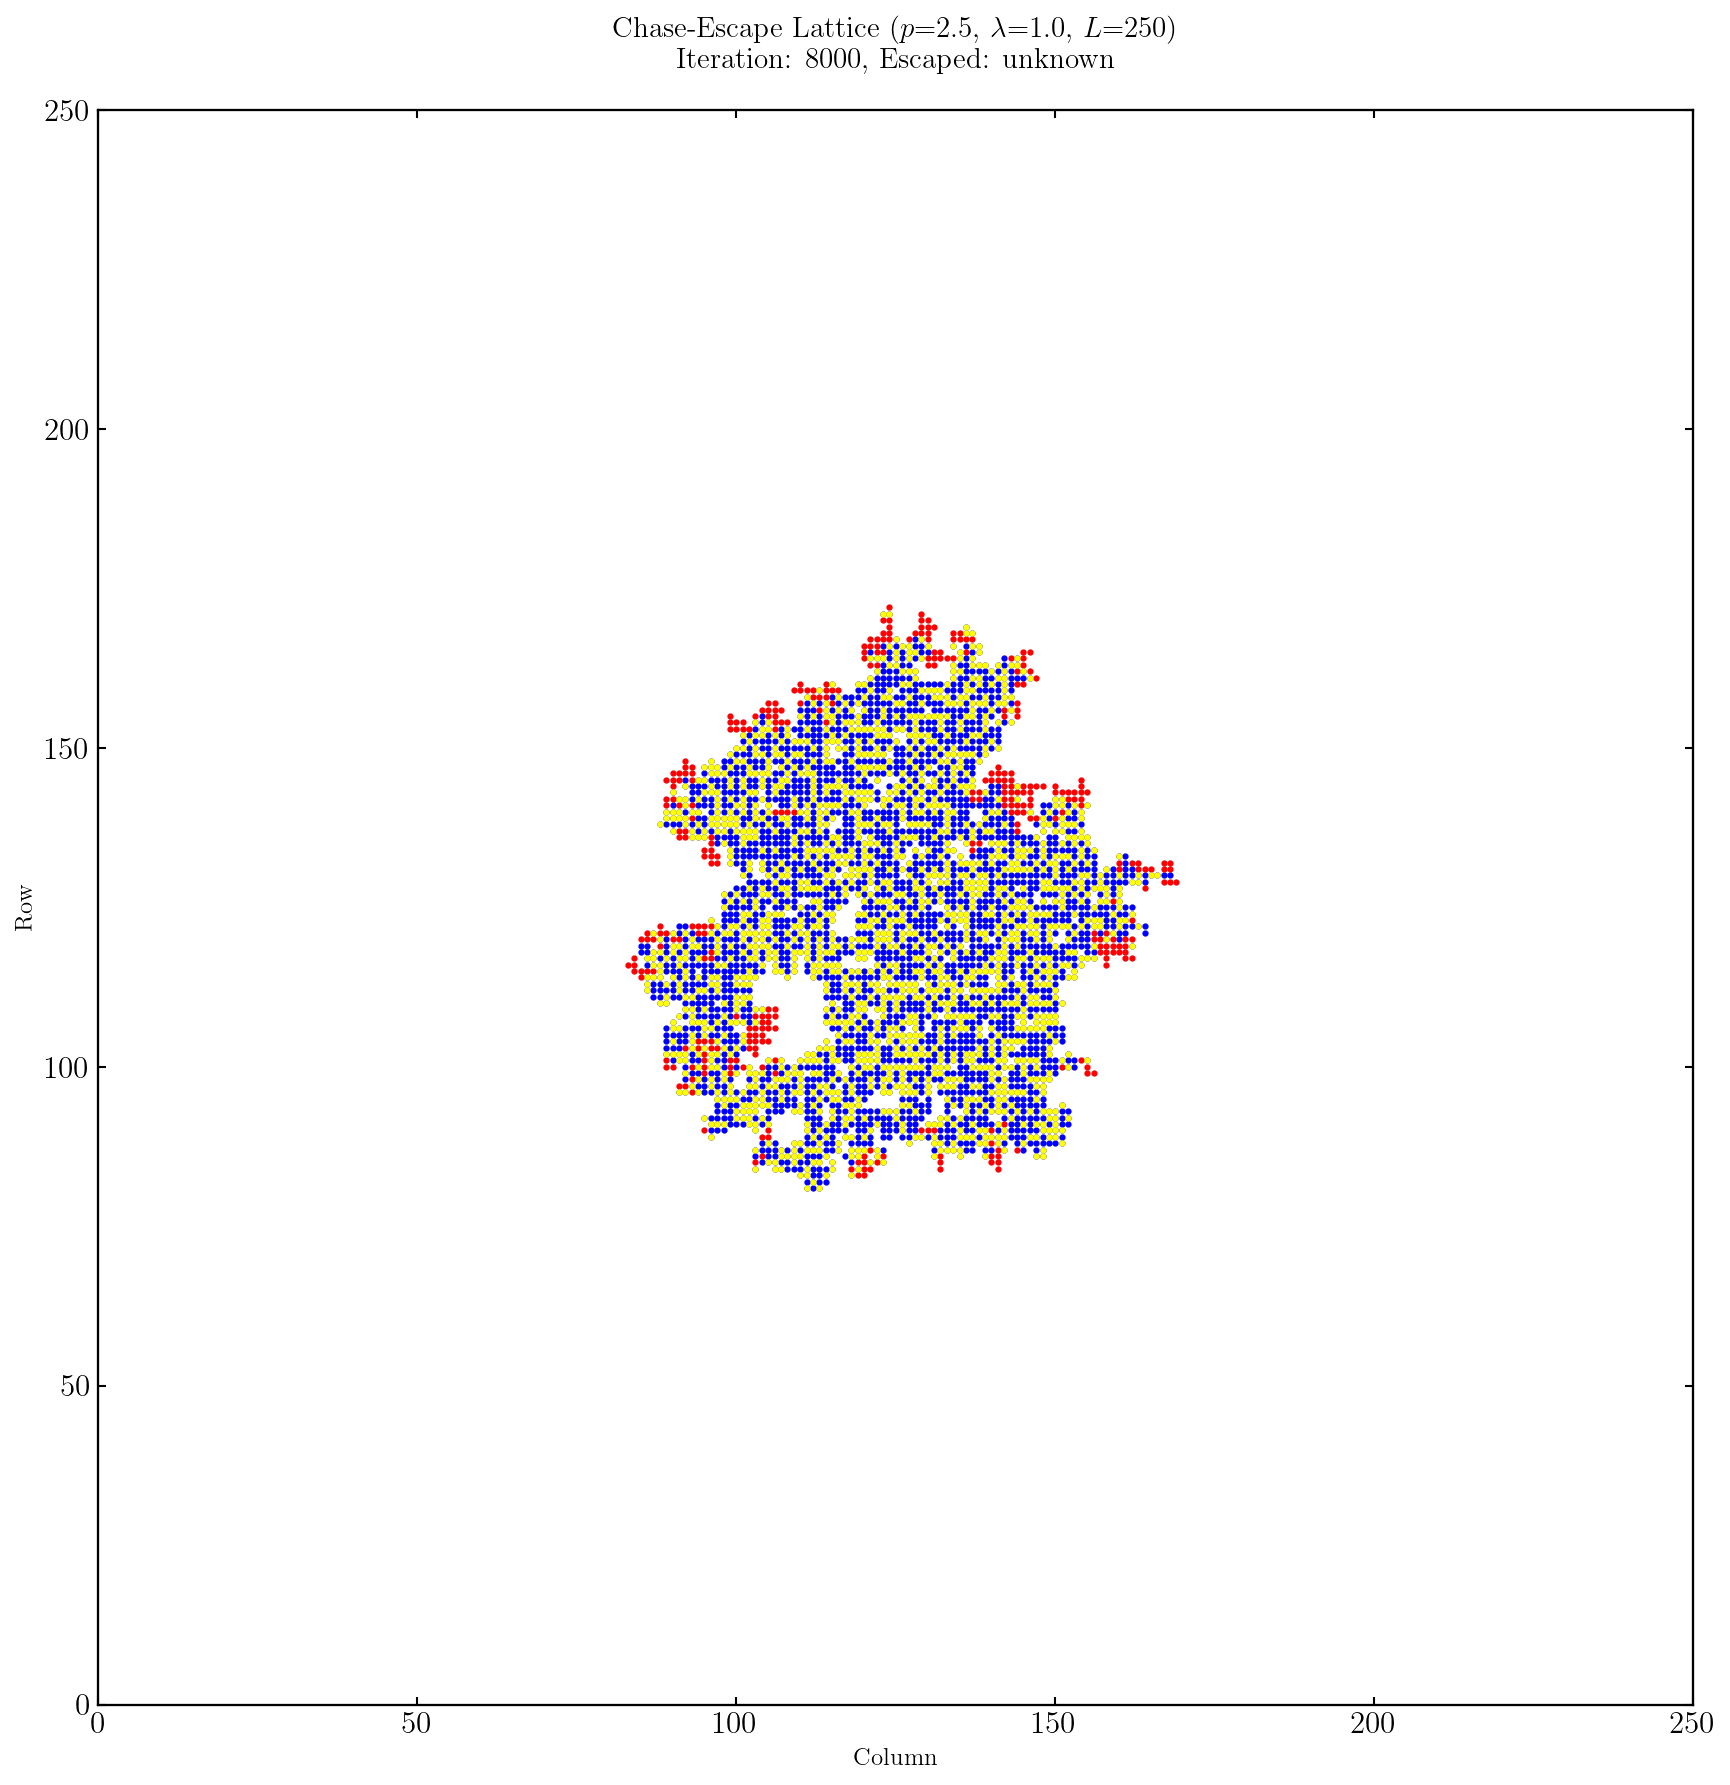 Chase-Escape Lattice (p=2.5, λ=1.0, L=250)
Iteration: 8000, Escaped: unknown
250
200
150
100
50
0
Row
0 50 100 150 200 250
Column